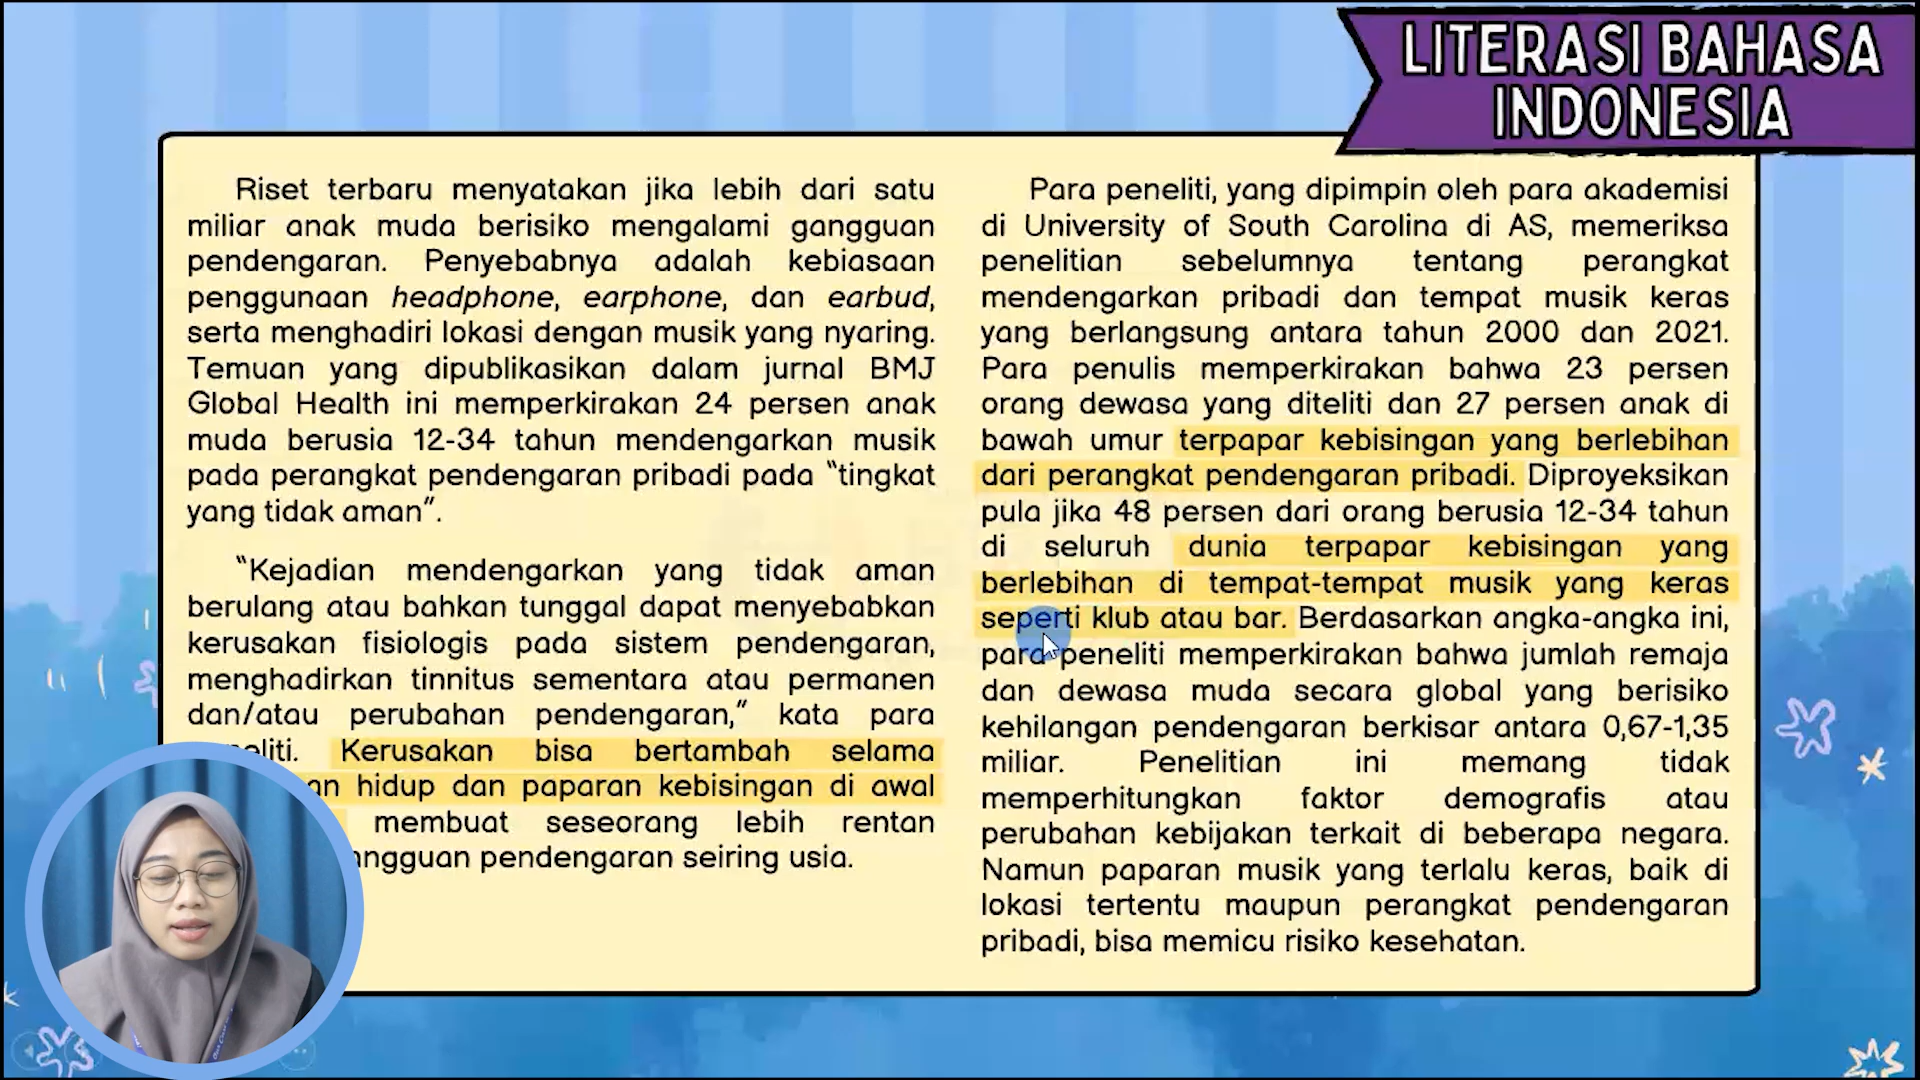 LITERASI BAHASA
INDONESIA
Riset terbaru menyatakan jika lebih dari satu
miliar anak muda berisiko mengalami gangguan
pendengaran. Penyebabnya adalah kebiasaan
penggunaan headphone, earphone, dan earbud,
serta menghadiri lokasi dengan musik yang nyaring.
Temuan yang dipublikasikan dalam jurnal BMJ
Global Health ini memperkirakan 24 persen anak
muda berusia 12-34 tahun mendengarkan musik
pada perangkat pendengaran pribadi pada “tingkat
yang tidak aman”.
“Kejadian mendengarkan yang tidak aman
berulang atau bahkan tunggal dapat menyebabkan
kerusakan fisiologis pada sistem pendengaran,
menghadirkan tinnitus sementara atau permanen
dan/atau perubahan pendengaran,” kata para
Kerusakan bisa bertambah selama
hidup dan paparan kebisingan di awal
membuat seseorang lebih rentan
pendengaran seiring usia.
Para peneliti, yang dipimpin oleh para akademisi
di University of South Carolina di AS, memeriksa
penelitian sebelumnya tentang perangkat
mendengarkan pribadi dan tempat musik keras
yang berlangsung antara tahun 2000 dan 2021.
Para penulis memperkirakan bahwa 23 persen
orang dewasa yang diteliti dan 27 persen anak di
bawah umur terpapar kebisingan yang berlebihan
dari perangkat pendengaran pribadi. Diproyeksikan
pula jika 48 persen dari orang berusia 12-34 tahun
di seluruh dunia terpapar kebisingan yang
berlebihan di tempat-tempat musik yang keras
seperti klub atau bar. Berdasarkan angka-angka ini,
para peneliti memperkirakan bahwa jumlah remaja
dan dewasa muda secara global yang berisiko
kehilangan pendengaran berkisar antara 0,67-1,35
miliar. Penelitian ini memang tidak
memperhitungkan faktor demografis atau
perubahan kebijakan terkait di beberapa negara.
Namun paparan musik yang terlalu keras, baik di
lokasi tertentu maupun perangkat pendengaran
pribadi, bisa memicu risiko kesehatan.